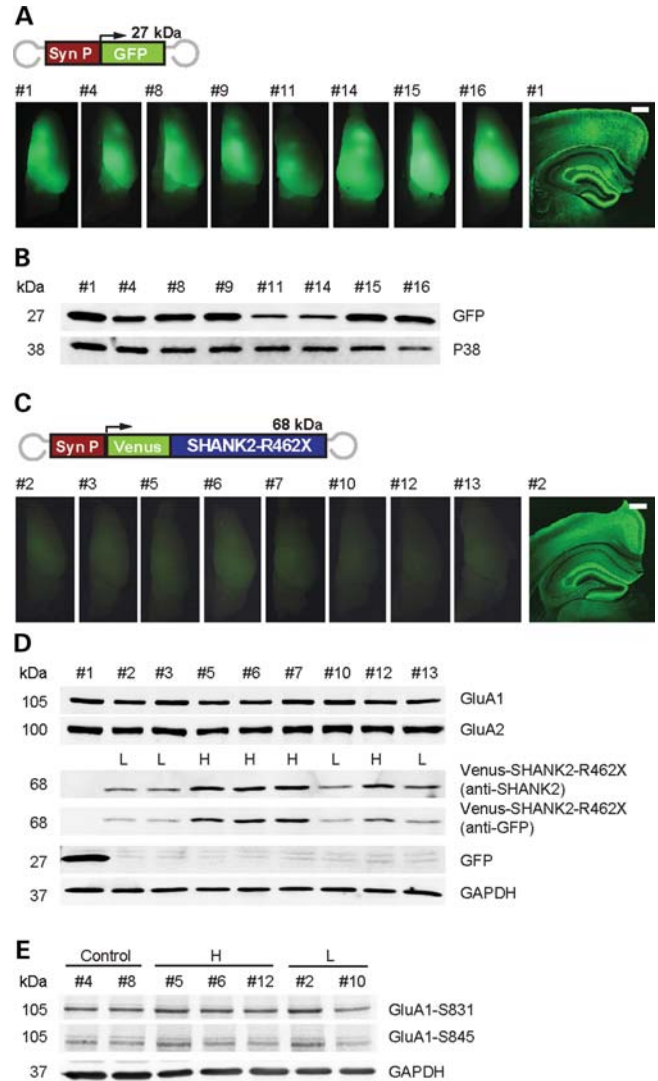 A
27 kDa
Syn P GFP
#1 #4 #8 #9 #11 #14 #15 #16 #1
B
kDa #1 #4 #8 #9 #11 #14 #15 #16
27 GFP
38 P38
C
68 kDa
Syn P Venus SHANK2-R462X
#2 #3 #5 #6 #7 #10 #12 #13 #2
D
kDa #1 #2 #3 #5 #6 #7 #10 #12 #13
105 GluA1
100 GluA2
L L H H H L H L
68 Venus-SHANK2-R462X
(anti-SHANK2)
68 Venus-SHANK2-R462X
(anti-GFP)
27 GFP
37 GAPDH
E
Control H L
kDa #4 #8 #5 #6 #12 #2 #10
105 GluA1-S831
105 GluA1-S845
37 GAPDH